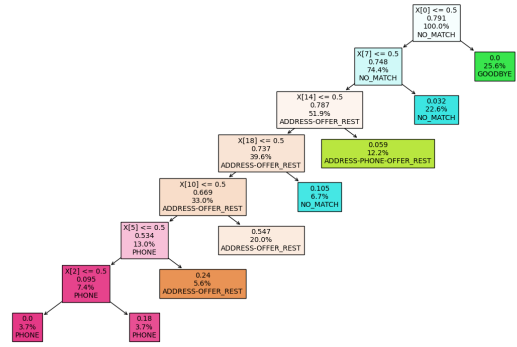 X[0] <= 0.5
0.791
100.0%
NO_MATCH
X[7] <= 0.5
0.748
74.4%
NO_MATCH
0.0
25.6%
GOODBYE
X[14] <= 0.5
0.787
51.9%
ADDRESS-OFFER_REST
0.032
22.6%
NO_MATCH
X[18] <= 0.5
0.737
39.6%
ADDRESS-OFFER_REST
0.059
12.2%
ADDRESS-PHONE-OFFER_REST
X[10] <= 0.5
0.669
33.0%
ADDRESS-OFFER_REST
0.105
6.7%
NO_MATCH
X[5] <= 0.5
0.534
13.0%
PHONE
0.547
20.0%
ADDRESS-OFFER_REST
X[2] <= 0.5
0.095
7.4%
PHONE
0.24
5.6%
ADDRESS-OFFER_REST
0.0
3.7%
PHONE
0.18
3.7%
PHONE